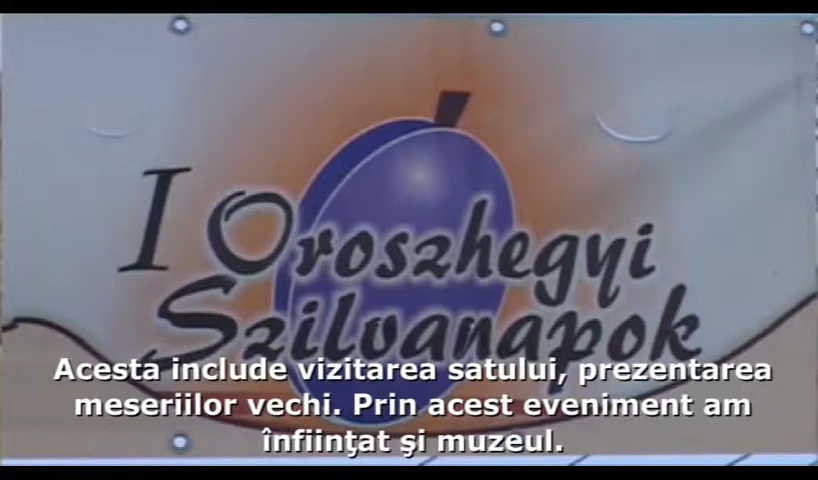 I Oroszhegyi
Szilvanapok
Acesta include vizitarea satului, prezentarea
meseriilor vechi. Prin acest eveniment am
înfiinţat şi muzeul.